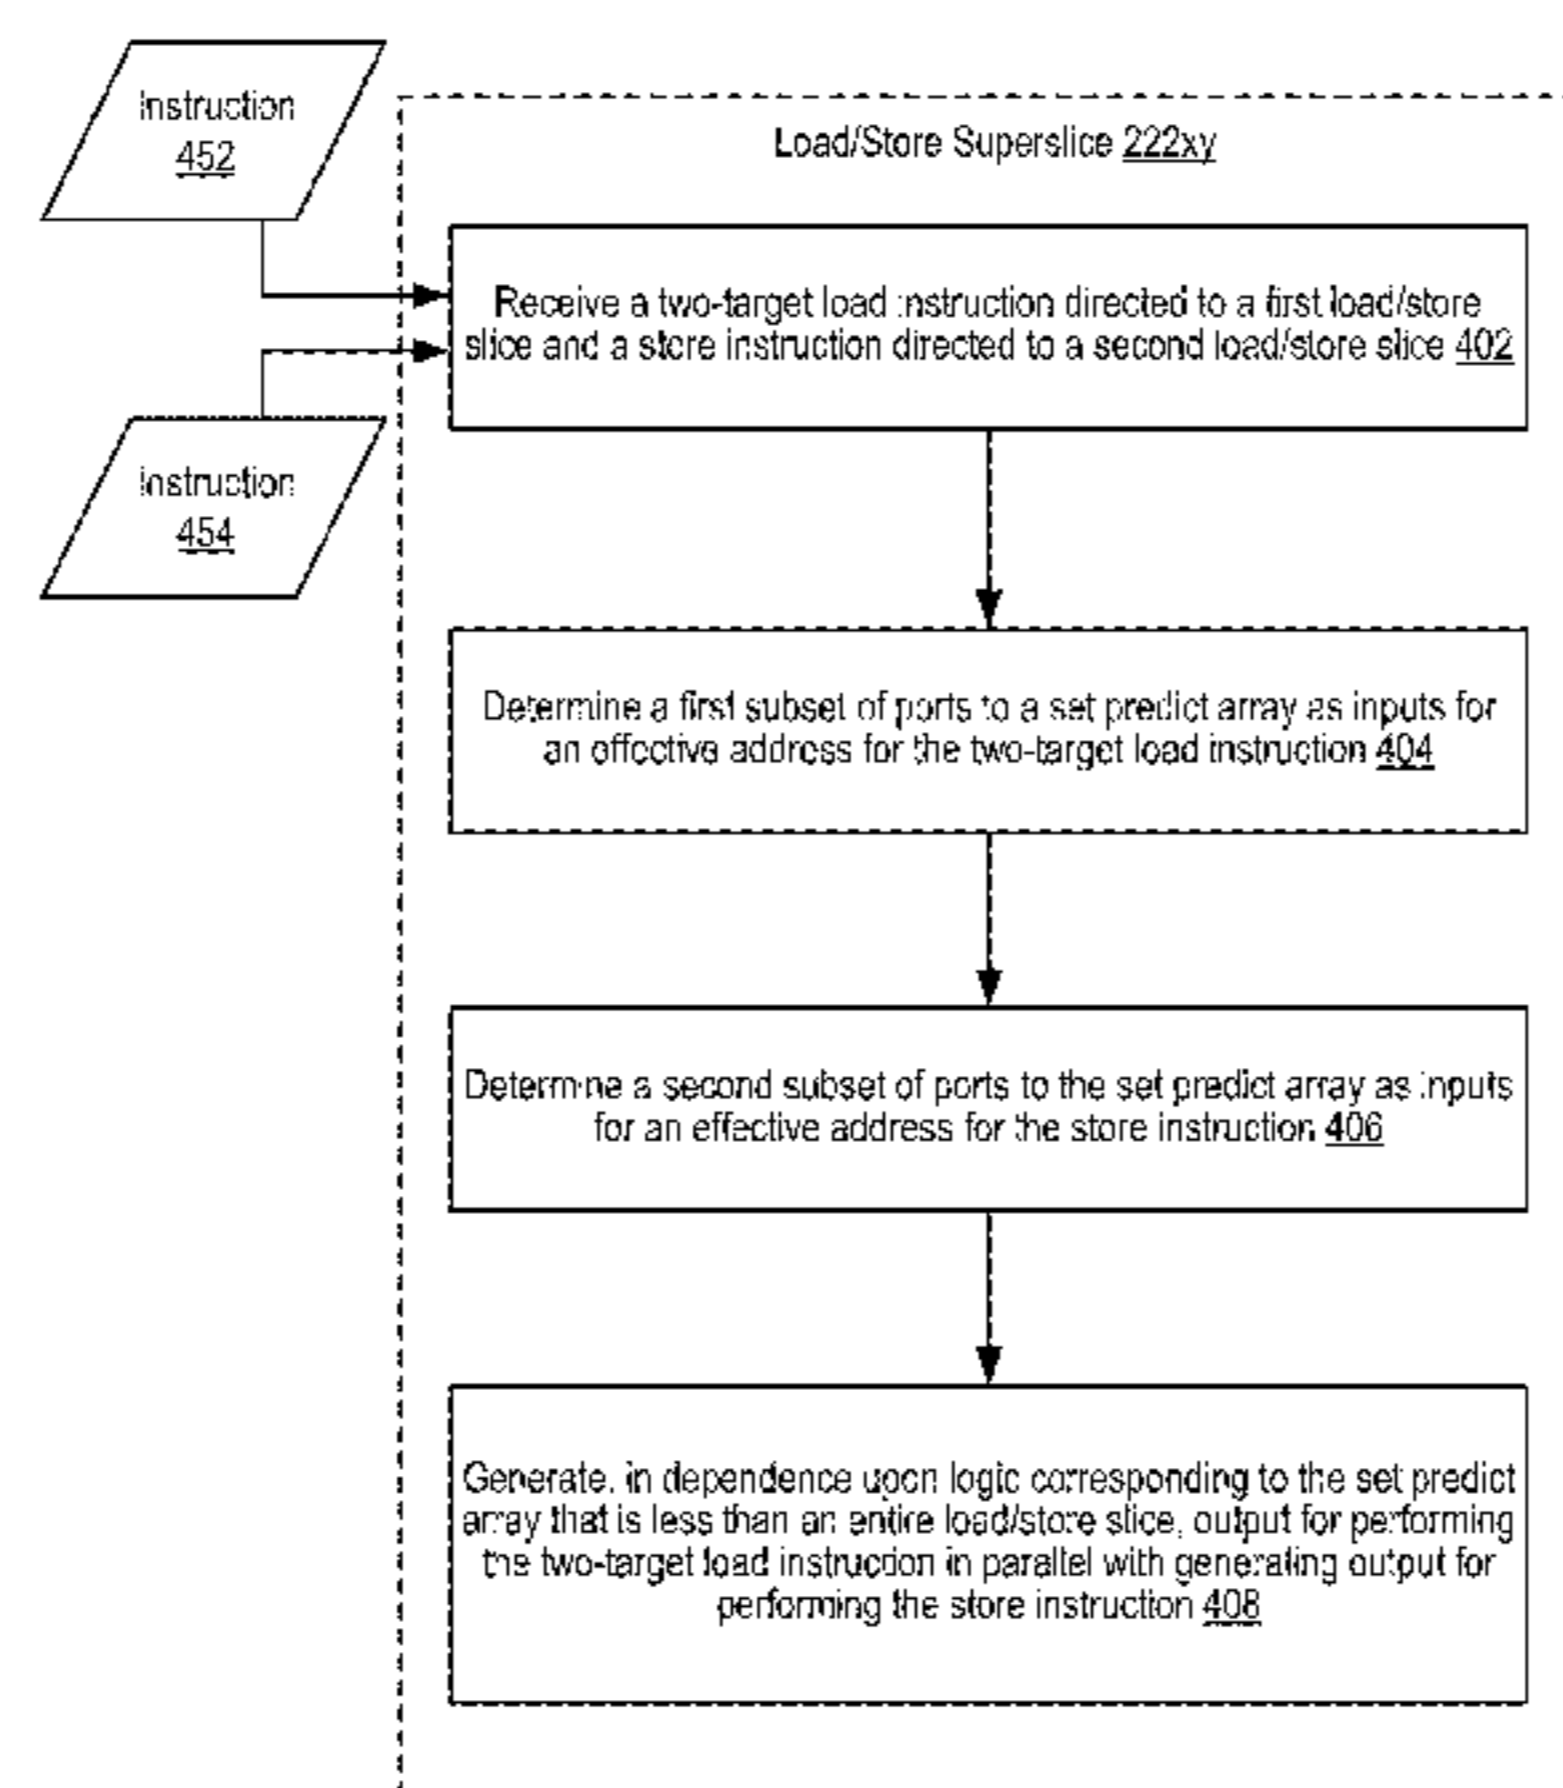 Instruction
452
Load/Store Superslice 222xy
Receive a two-target load instruction directed to a first load/store
slice and a store instruction directed to a second load/store slice 402
Instruction
454
Determine a first subset of ports to a set predict array as inputs for
an effective address for the two-target load instruction 404
Determine a second subset of ports to the set predict array as inputs
for an effective address for the store instruction 406
Generate, in dependence upon logic corresponding to the set predict
array that is less than an entire load/store slice, output for performing
the two-target load instruction in parallel with generating output for
performing the store instruction 408